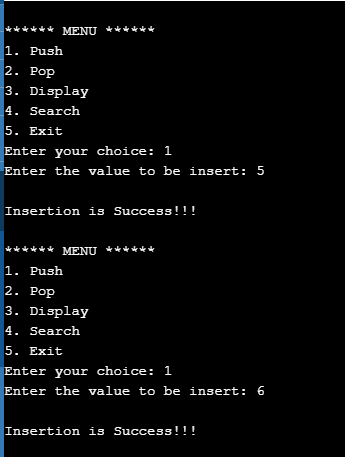 ****** MENU ******
1. Push
2. Pop
3. Display
4. Search
5. Exit
Enter your choice: 1
Enter the value to be insert: 5
Insertion is Success!!!
****** MENU ******
1. Push
2. Pop
3. Display
4. Search
5. Exit
Enter your choice: 1
Enter the value to be insert: 6
Insertion is Success!!!